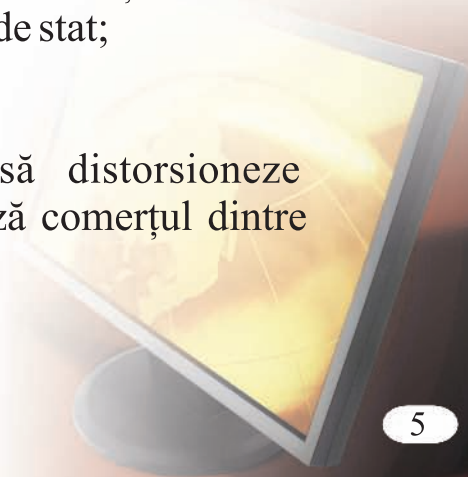 de stat;
să distorsioneze
ză comerțul dintre
5